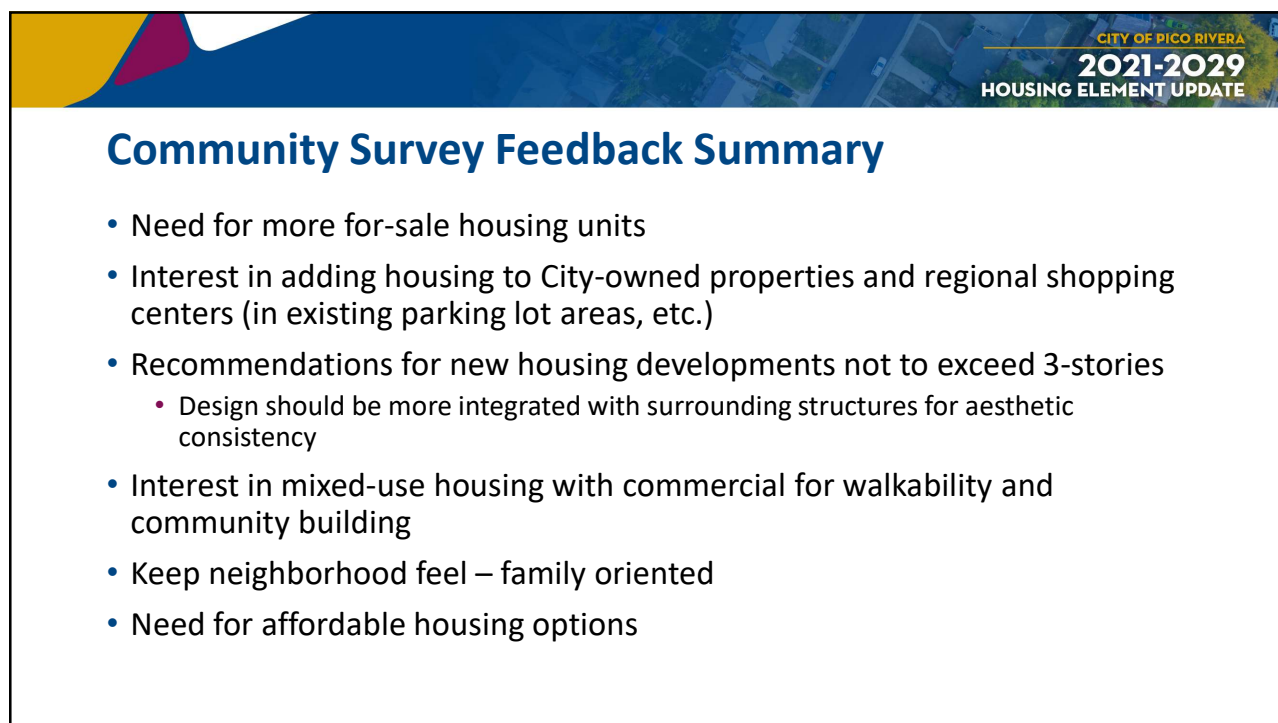 CITY OF PICO RIVERA
2021-2029
HOUSING ELEMENT UPDATE
Community Survey Feedback Summary
• Need for more for-sale housing units
• Interest in adding housing to City-owned properties and regional shopping
centers (in existing parking lot areas, etc.)
• Recommendations for new housing developments not to exceed 3-stories
• Design should be more integrated with surrounding structures for aesthetic
consistency
• Interest in mixed-use housing with commercial for walkability and
community building
• Keep neighborhood feel – family oriented
• Need for affordable housing options